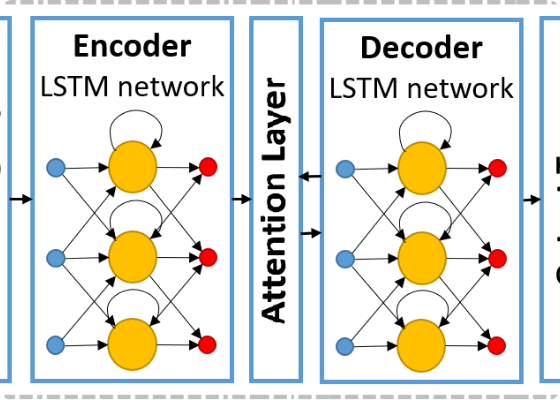 Encoder
LSTM network
Attention Layer
Decoder
LSTM network